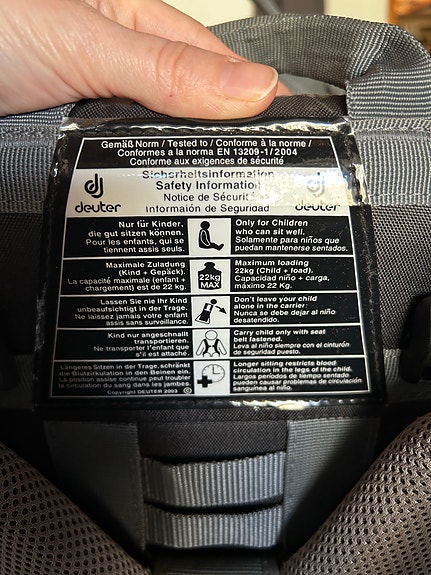 Gemäß Norm / Tested to / Conforme à la norme /
Conformes a la norma EN 13209-1/2004
Conforme aux exigences de sécurité
Sicherheitsinformation
Safety Information
Notice de Sécurit
Informaión de Seguridad
deuter
deuter
Nur für Kinder,
die gut sitzen können.
Pour les enfants, qui se
tiennent assis seuls.
Only for Children
who can sit well.
Solamente para niños que
puedan mantenerse sentados.
Maximale Zuladung
(Kind + Gepäck).
La capacité maximale (enfant +
chargement) est de 22 kg.
22kg
MAX
Maximum loading
22kg (Child + load).
Capacidad niño + carga,
máximo 22 Kg.
Lassen Sie nie Ihr Kind
unbeaufsichtigt in der Trage.
Ne laissez jamais votre enfant
assis sans surveillance.
Don't leave your child
alone in the carrier.
Nunca se debe dejar al niño
desatendido.
Kind nur angeschnallt
transportieren.
Ne transporter l'enfant que
s'il est attaché.
Carry child only with seat
belt fastened.
Leva al niño siempre con el cinturón
de seguridad puesto.
Längeres Sitzen in der Trage, schränkt
die Blutzirkulation in den Beinen ein.
La position assise continue peut troubler
la circulation du sang dans les jambes.
Copyright DEUTER 2003 ©
Longer sitting restricts blood
circulation in the legs of the child.
Largos períodos de tiempo sentado
pueden causar problemas de circulación
sanguínea al niño.